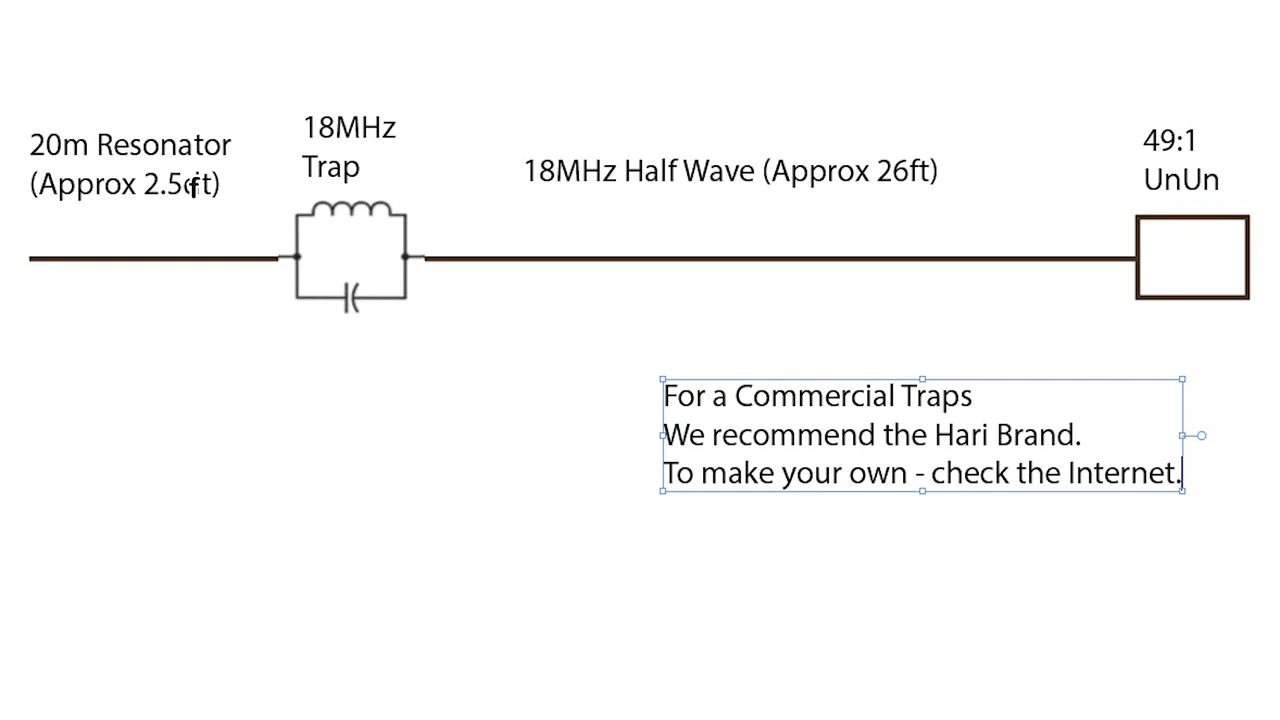 20m Resonator
(Approx 2.5ft)
18MHz
Trap
18MHz Half Wave (Approx 26ft)
49:1
UnUn
For a Commercial Traps
We recommend the Hari Brand.
To make your own - check the Internet.